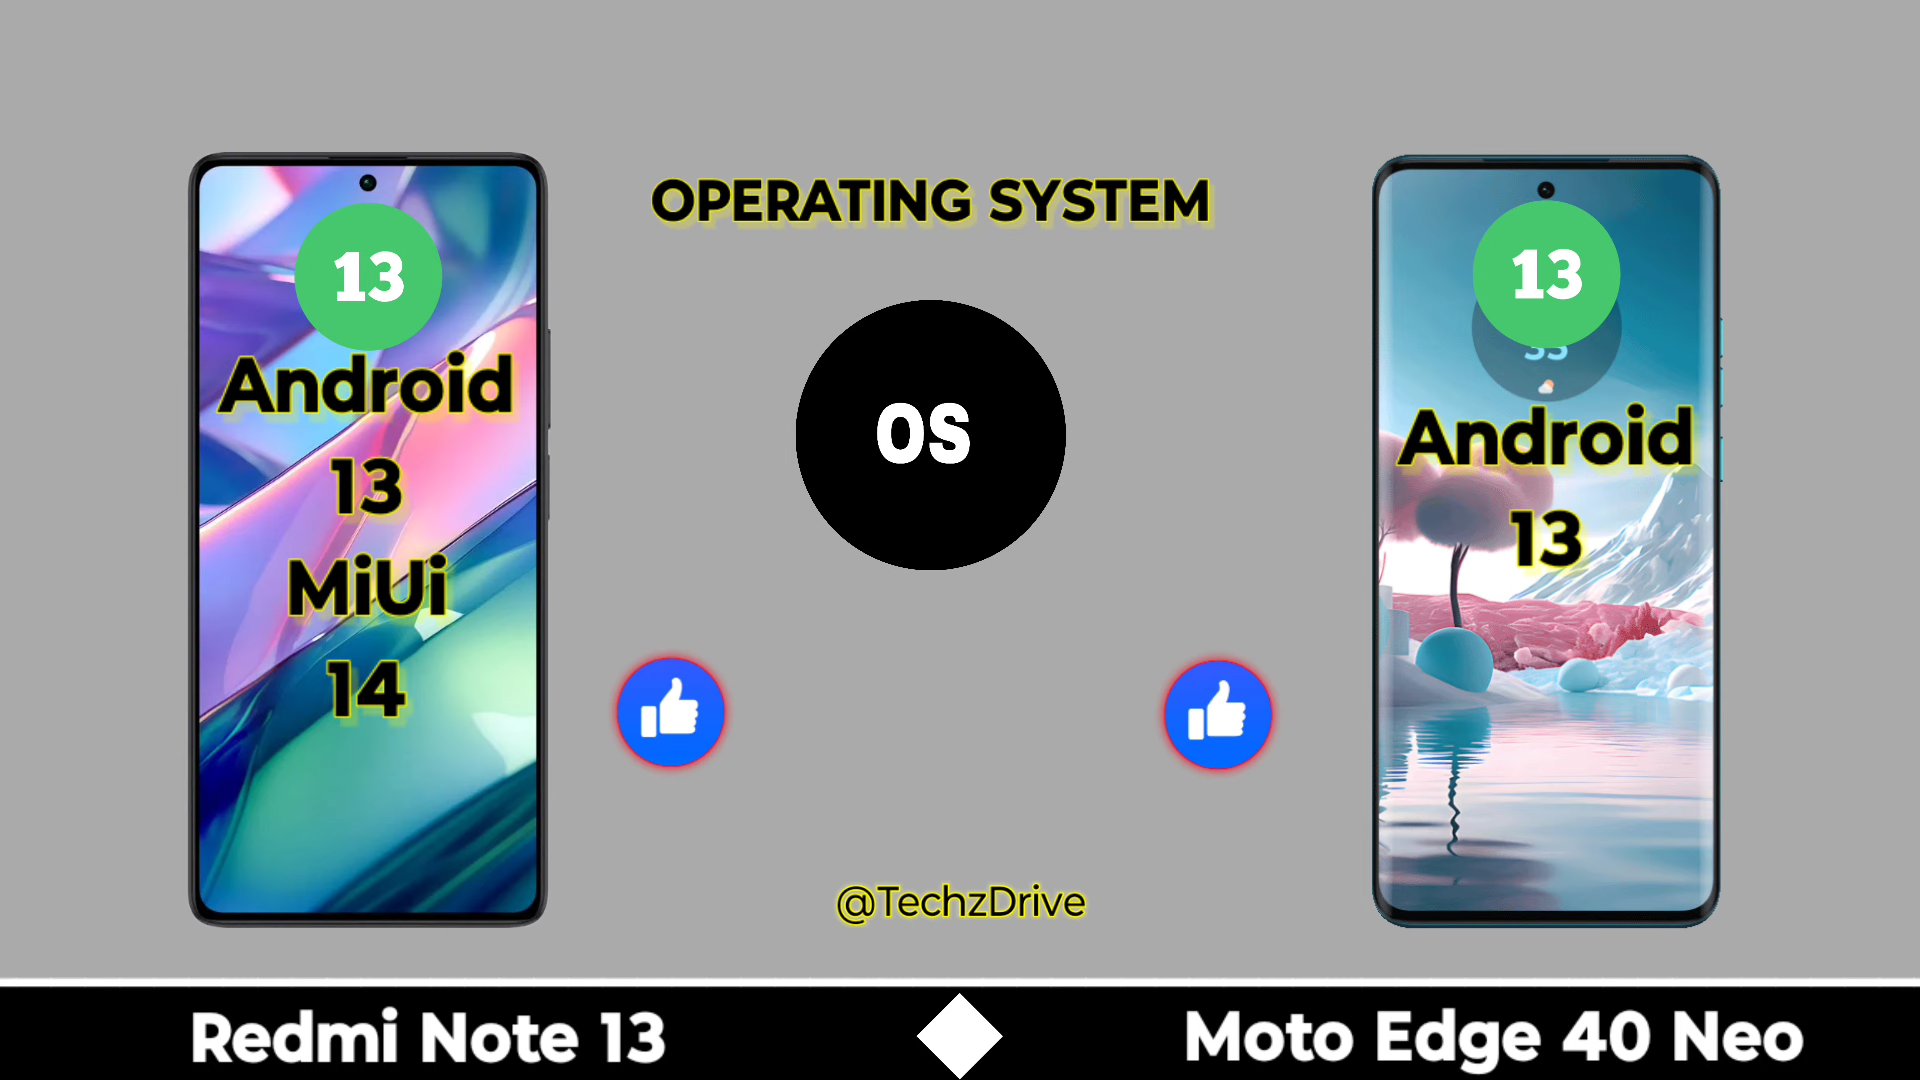 OPERATING SYSTEM
13
Android
13
MiUi
14
OS
13
Android
13
@TechzDrive
Redmi Note 13
Moto Edge 40 Neo